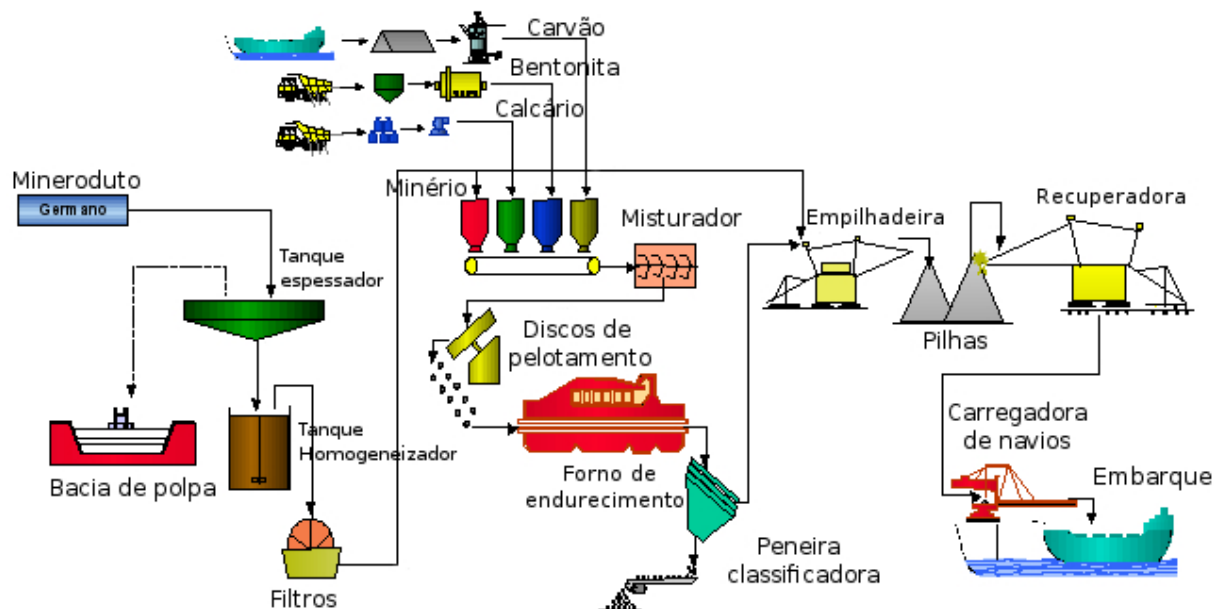 Carvão
Bentonita
Calcário
Mineroduto
Germano
Minério
Misturador
Empilhadeira
Recuperadora
Tanque
espessador
Discos de
pelotamento
Pilhas
Tanque
Homogeneizador
Bacia de polpa
Forno de
endurecimento
Carregadora
de navios
Embarque
Peneira
classificadora
Filtros